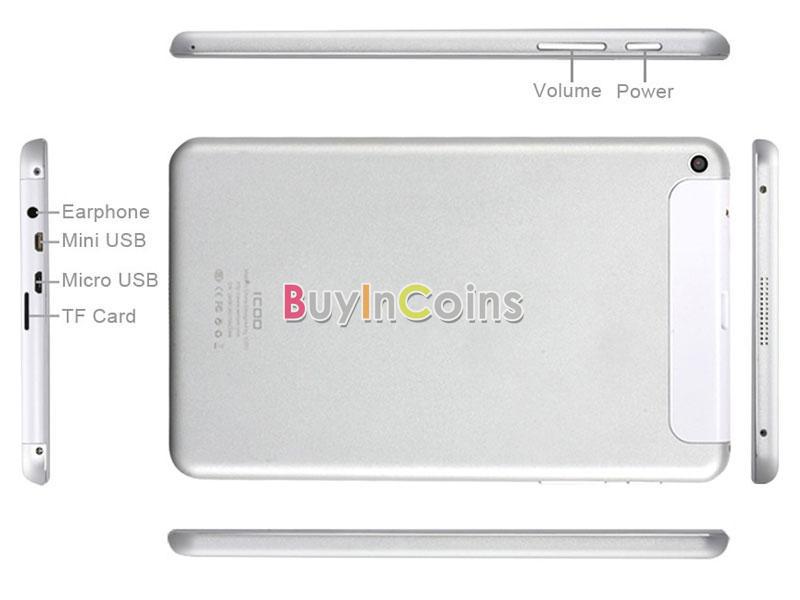 Volume
Power
Earphone
Mini USB
Micro USB
TF Card
ICOO
BuyInCoins